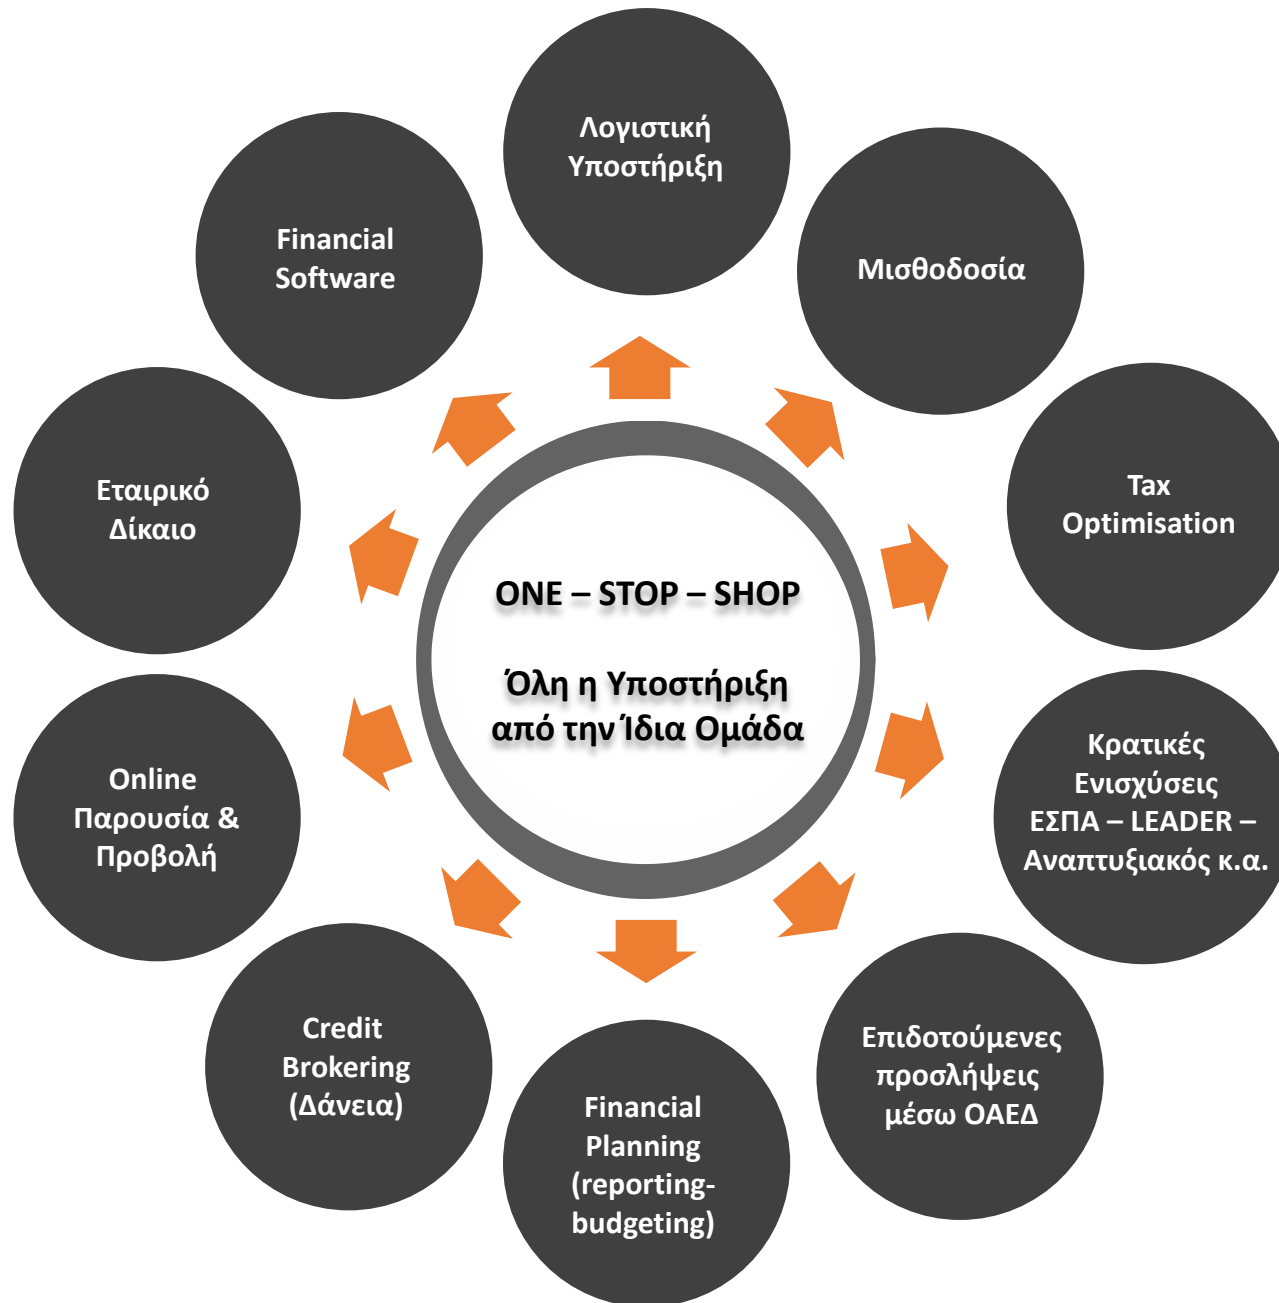 Λογιστική
Υποστήριξη
Μισθοδοσία
Tax
Optimisation
Κρατικές
Ενισχύσεις
ΕΣΠΑ – LEADER –
Αναπτυξιακός κ.α.
Επιδοτούμενες
προσλήψεις
μέσω ΟΑΕΔ
Financial
Planning
(reporting-
budgeting)
Credit
Brokering
(Δάνεια)
Online
Παρουσία &
Προβολή
Εταιρικό
Δίκαιο
Financial
Software
ONE – STOP – SHOP
Όλη η Υποστήριξη
από την Ίδια Ομάδα